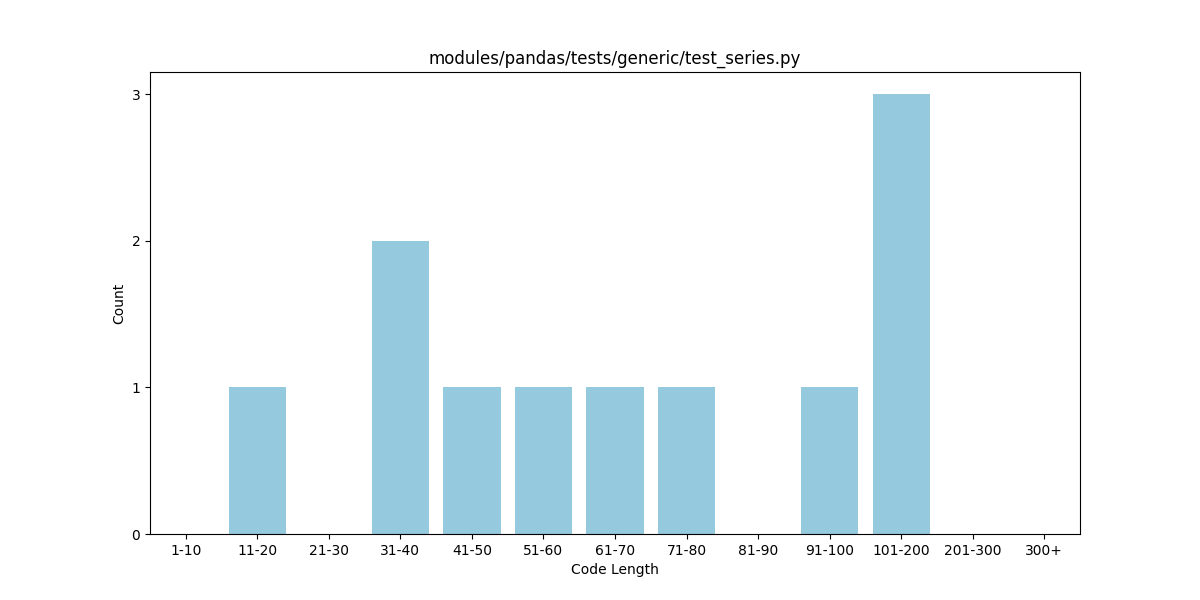 modules/pandas/tests/generic/test_series.py
3
2
1
0
Count
1-10 11-20 21-30 31-40 41-50 51-60 61-70 71-80 81-90 91-100 101-200 201-300 300+
Code Length